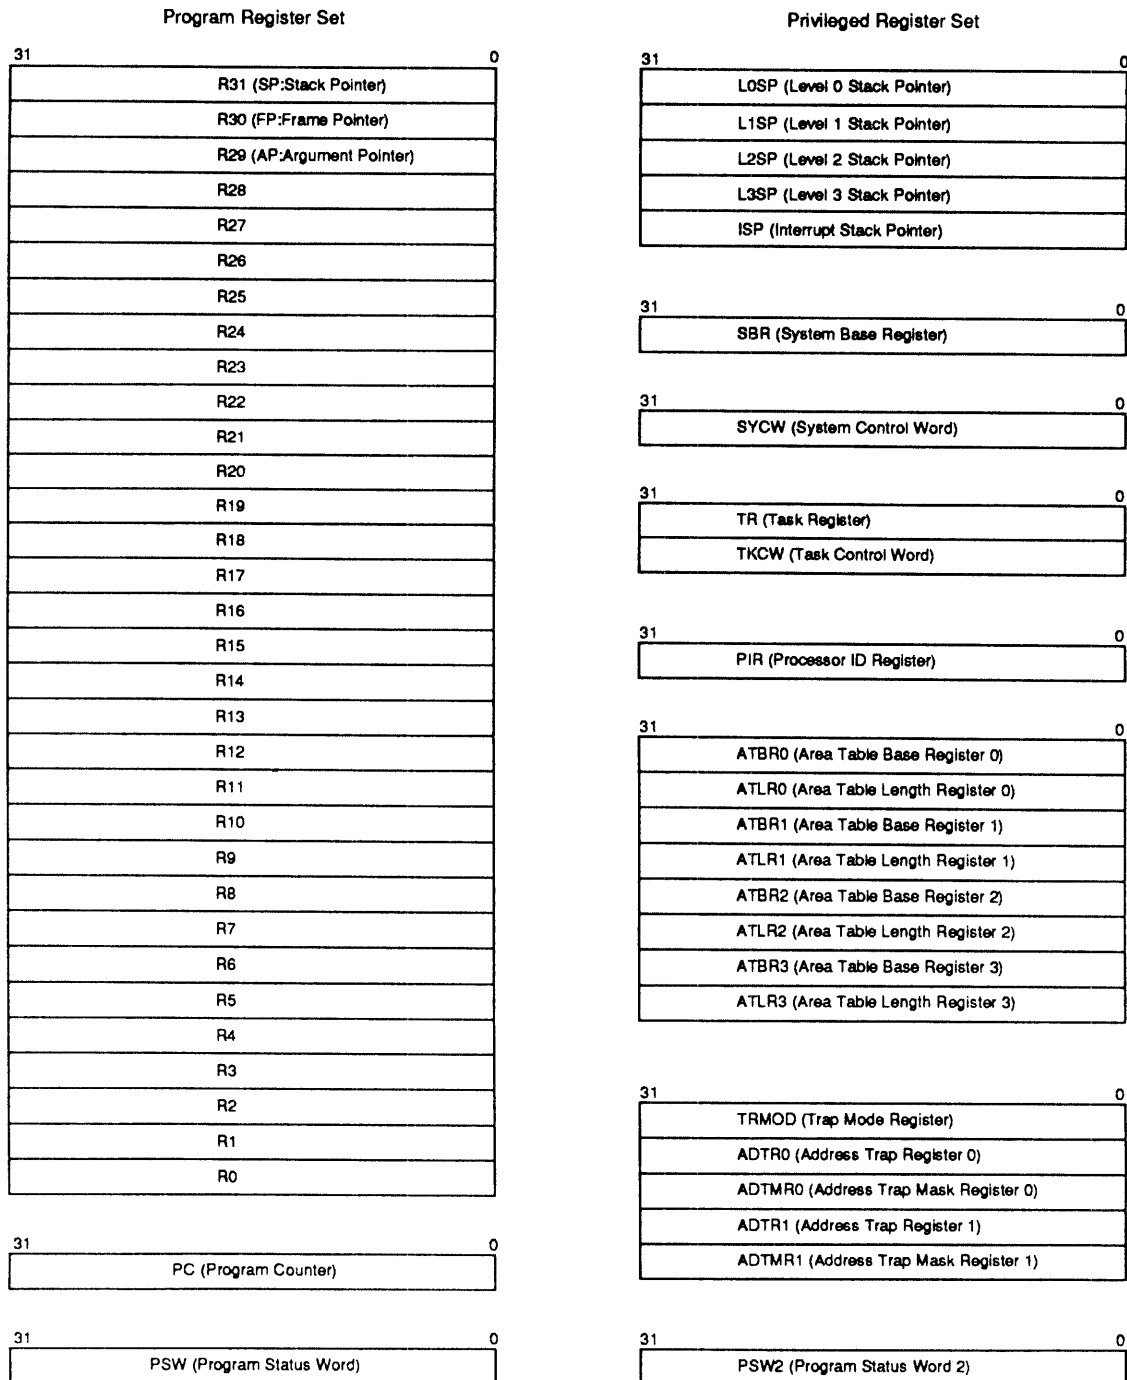 Program Register Set
31 0
R31 (SP:Stack Pointer)
R30 (FP:Frame Pointer)
R29 (AP:Argument Pointer)
R28
R27
R26
R25
R24
R23
R22
R21
R20
R19
R18
R17
R16
R15
R14
R13
R12
R11
R10
R9
R8
R7
R6
R5
R4
R3
R2
R1
R0
31 0
PC (Program Counter)
31 0
PSW (Program Status Word)
Privileged Register Set
31 0
L0SP (Level 0 Stack Pointer)
L1SP (Level 1 Stack Pointer)
L2SP (Level 2 Stack Pointer)
L3SP (Level 3 Stack Pointer)
ISP (Interrupt Stack Pointer)
31 0
SBR (System Base Register)
31 0
SYCW (System Control Word)
31 0
TR (Task Register)
TKCW (Task Control Word)
31 0
PIR (Processor ID Register)
31 0
ATBR0 (Area Table Base Register 0)
ATLR0 (Area Table Length Register 0)
ATBR1 (Area Table Base Register 1)
ATLR1 (Area Table Length Register 1)
ATBR2 (Area Table Base Register 2)
ATLR2 (Area Table Length Register 2)
ATBR3 (Area Table Base Register 3)
ATLR3 (Area Table Length Register 3)
31 0
TRMOD (Trap Mode Register)
ADTR0 (Address Trap Register 0)
ADTMR0 (Address Trap Mask Register 0)
ADTR1 (Address Trap Register 1)
ADTMR1 (Address Trap Mask Register 1)
31 0
PSW2 (Program Status Word 2)